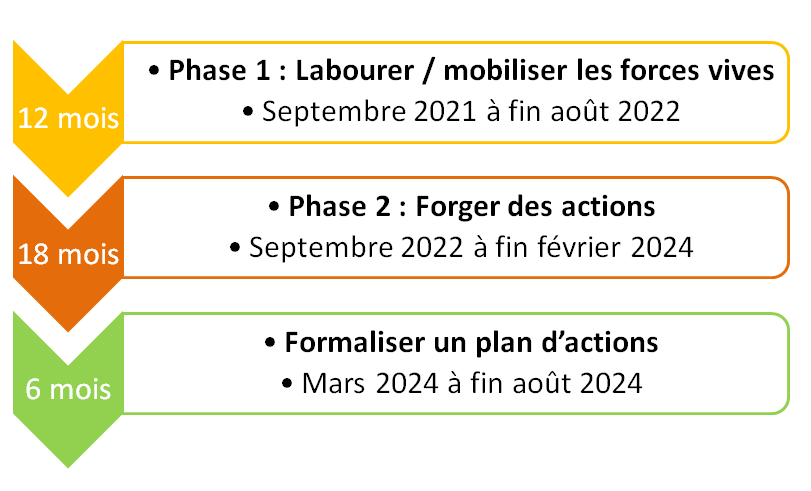 12 mois
• Phase 1 : Labourer / mobiliser les forces vives
• Septembre 2021 à fin août 2022
18 mois
• Phase 2 : Forger des actions
• Septembre 2022 à fin février 2024
6 mois
• Formaliser un plan d’actions
• Mars 2024 à fin août 2024